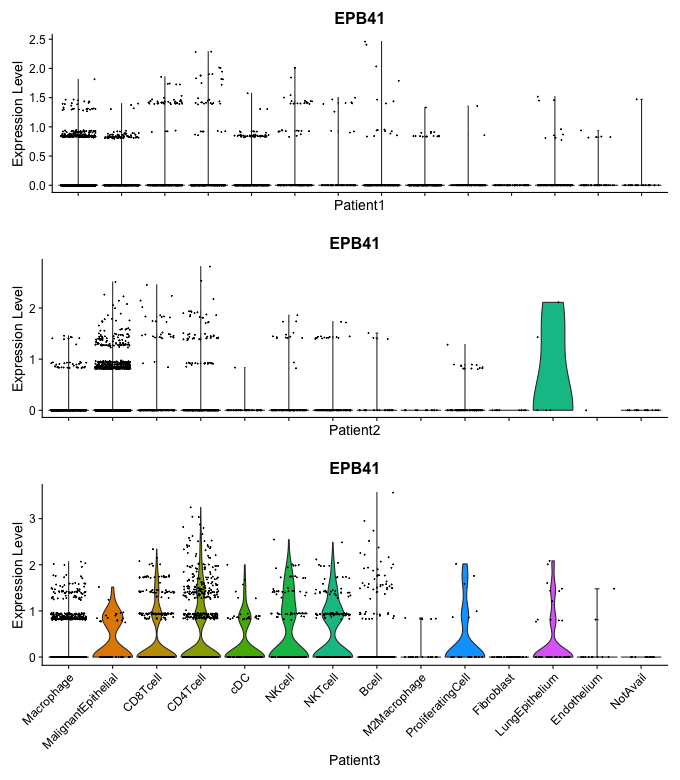 EPB41
Expression Level
2.5
2.0
1.5
1.0
0.5
0.0
Patient1
EPB41
Expression Level
2
1
0
Patient2
EPB41
Expression Level
3
2
1
0
Macrophage
MalignantEpithelial
CD8Tcell
CD4Tcell
cDC
NKcell
NKTcell
Bcell
M2Macrophage
ProliferatingCell
Fibroblast
LungEpithelium
Endothelium
NotAvail
Patient3